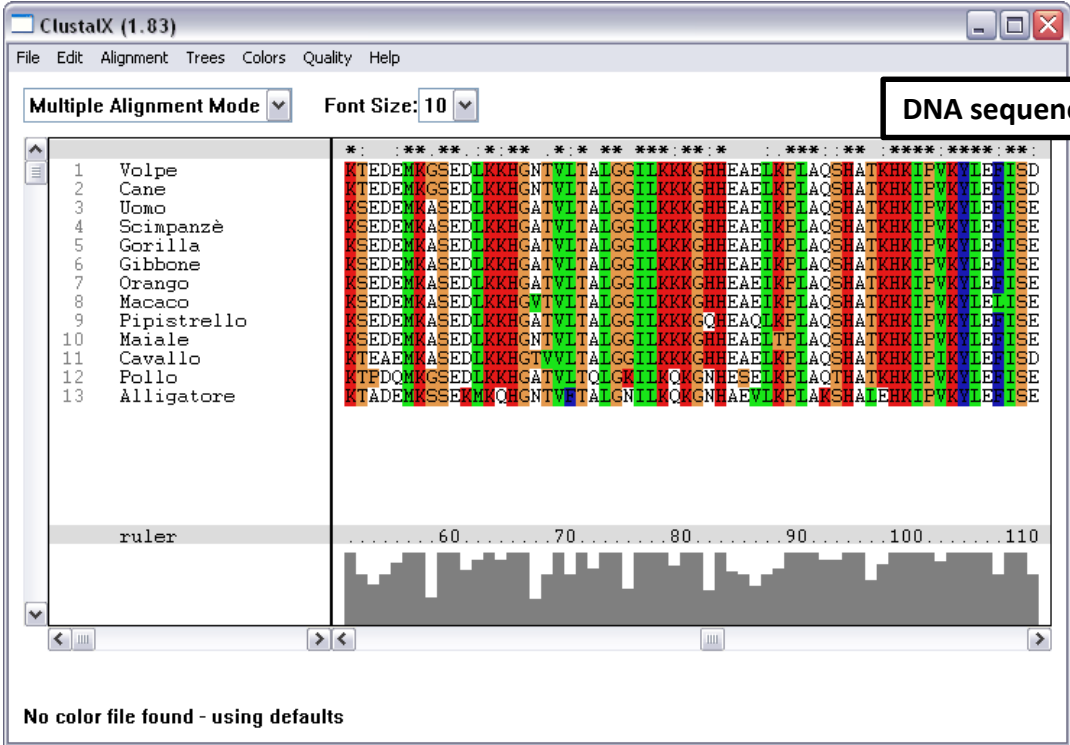 ClustalX (1.83)
File Edit Alignment Trees Colors Quality Help
Multiple Alignment Mode Font Size: 10
DNA sequenc
*: :**.** .:*:** .*:* ** ***:**:* :.***::** :****:****:**:
1 Volpe KTEDEMKGSEDLKKHGNTVLTALGGILKKKGHHEAELKPLAQSHATKHKIPVKYLEFISD
2 Cane KTEDEMKGSEDLKKHGNTVLTALGGILKKKGHHEAEIKPLAQSHATKHKIPVKYLEFISD
3 Uomo KSEDEMKASEDLKKHGATVLTALGGILKKKGHHEAEIKPLAQSHATKHKIPVKYLEFISE
4 Scimpanzè KSEDEMKASEDLKKHGATVLTALGGILKKKGHHEAEIKPLAQSHATKHKIPVKYLEFISE
5 Gorilla KSEDEMKASEDLKKHGATVLTALGGILKKKGHHEAEIKPLAQSHATKHKIPVKYLEFISE
6 Gibbone KSEDEMKASEDLKKHGATVLTALGGILKKKGHHEAEIKPLAQSHATKHKIPVKYLEFISE
7 Orango KSEDEMKASEDLKKHGATVLTALGGILKKKGHHEAEIKPLAQSHATKHKIPVKYLEFISE
8 Macaco KSEDEMKASEDLKKHGVTVLTALGGILKKKGHHEAEIKPLAQSHATKHKIPVKYLELISE
9 Pipistrello KSEDEMKASEDLKKHGATVLTALGGILKKKGQHEAQLKPLAQSHATKHKIPVKYLEFISE
10 Maiale KSEDEMKASEDLKKHGNTVLTALGGILKKKGHHEAELTPLAQSHATKHKIPVKYLEFISE
11 Cavallo KTEAEMKASEDLKKHGTVVLTALGGILKKKGHHEAELKPLAQSHATKHKIPIKYLEFISD
12 Pollo KTPDQMKGSEDLKKHGATVLTQLGKILKQKGNHESELKPLAQTHATKHKIPVKYLEFISE
13 Alligatore KTADEMKSSEKMKQHGNTVFTALGNILKQKGNHAEVLKPLAKSHALEHKIPVKYLEFISE
ruler ........60........70........80........90.......100.......110
No color file found - using defaults